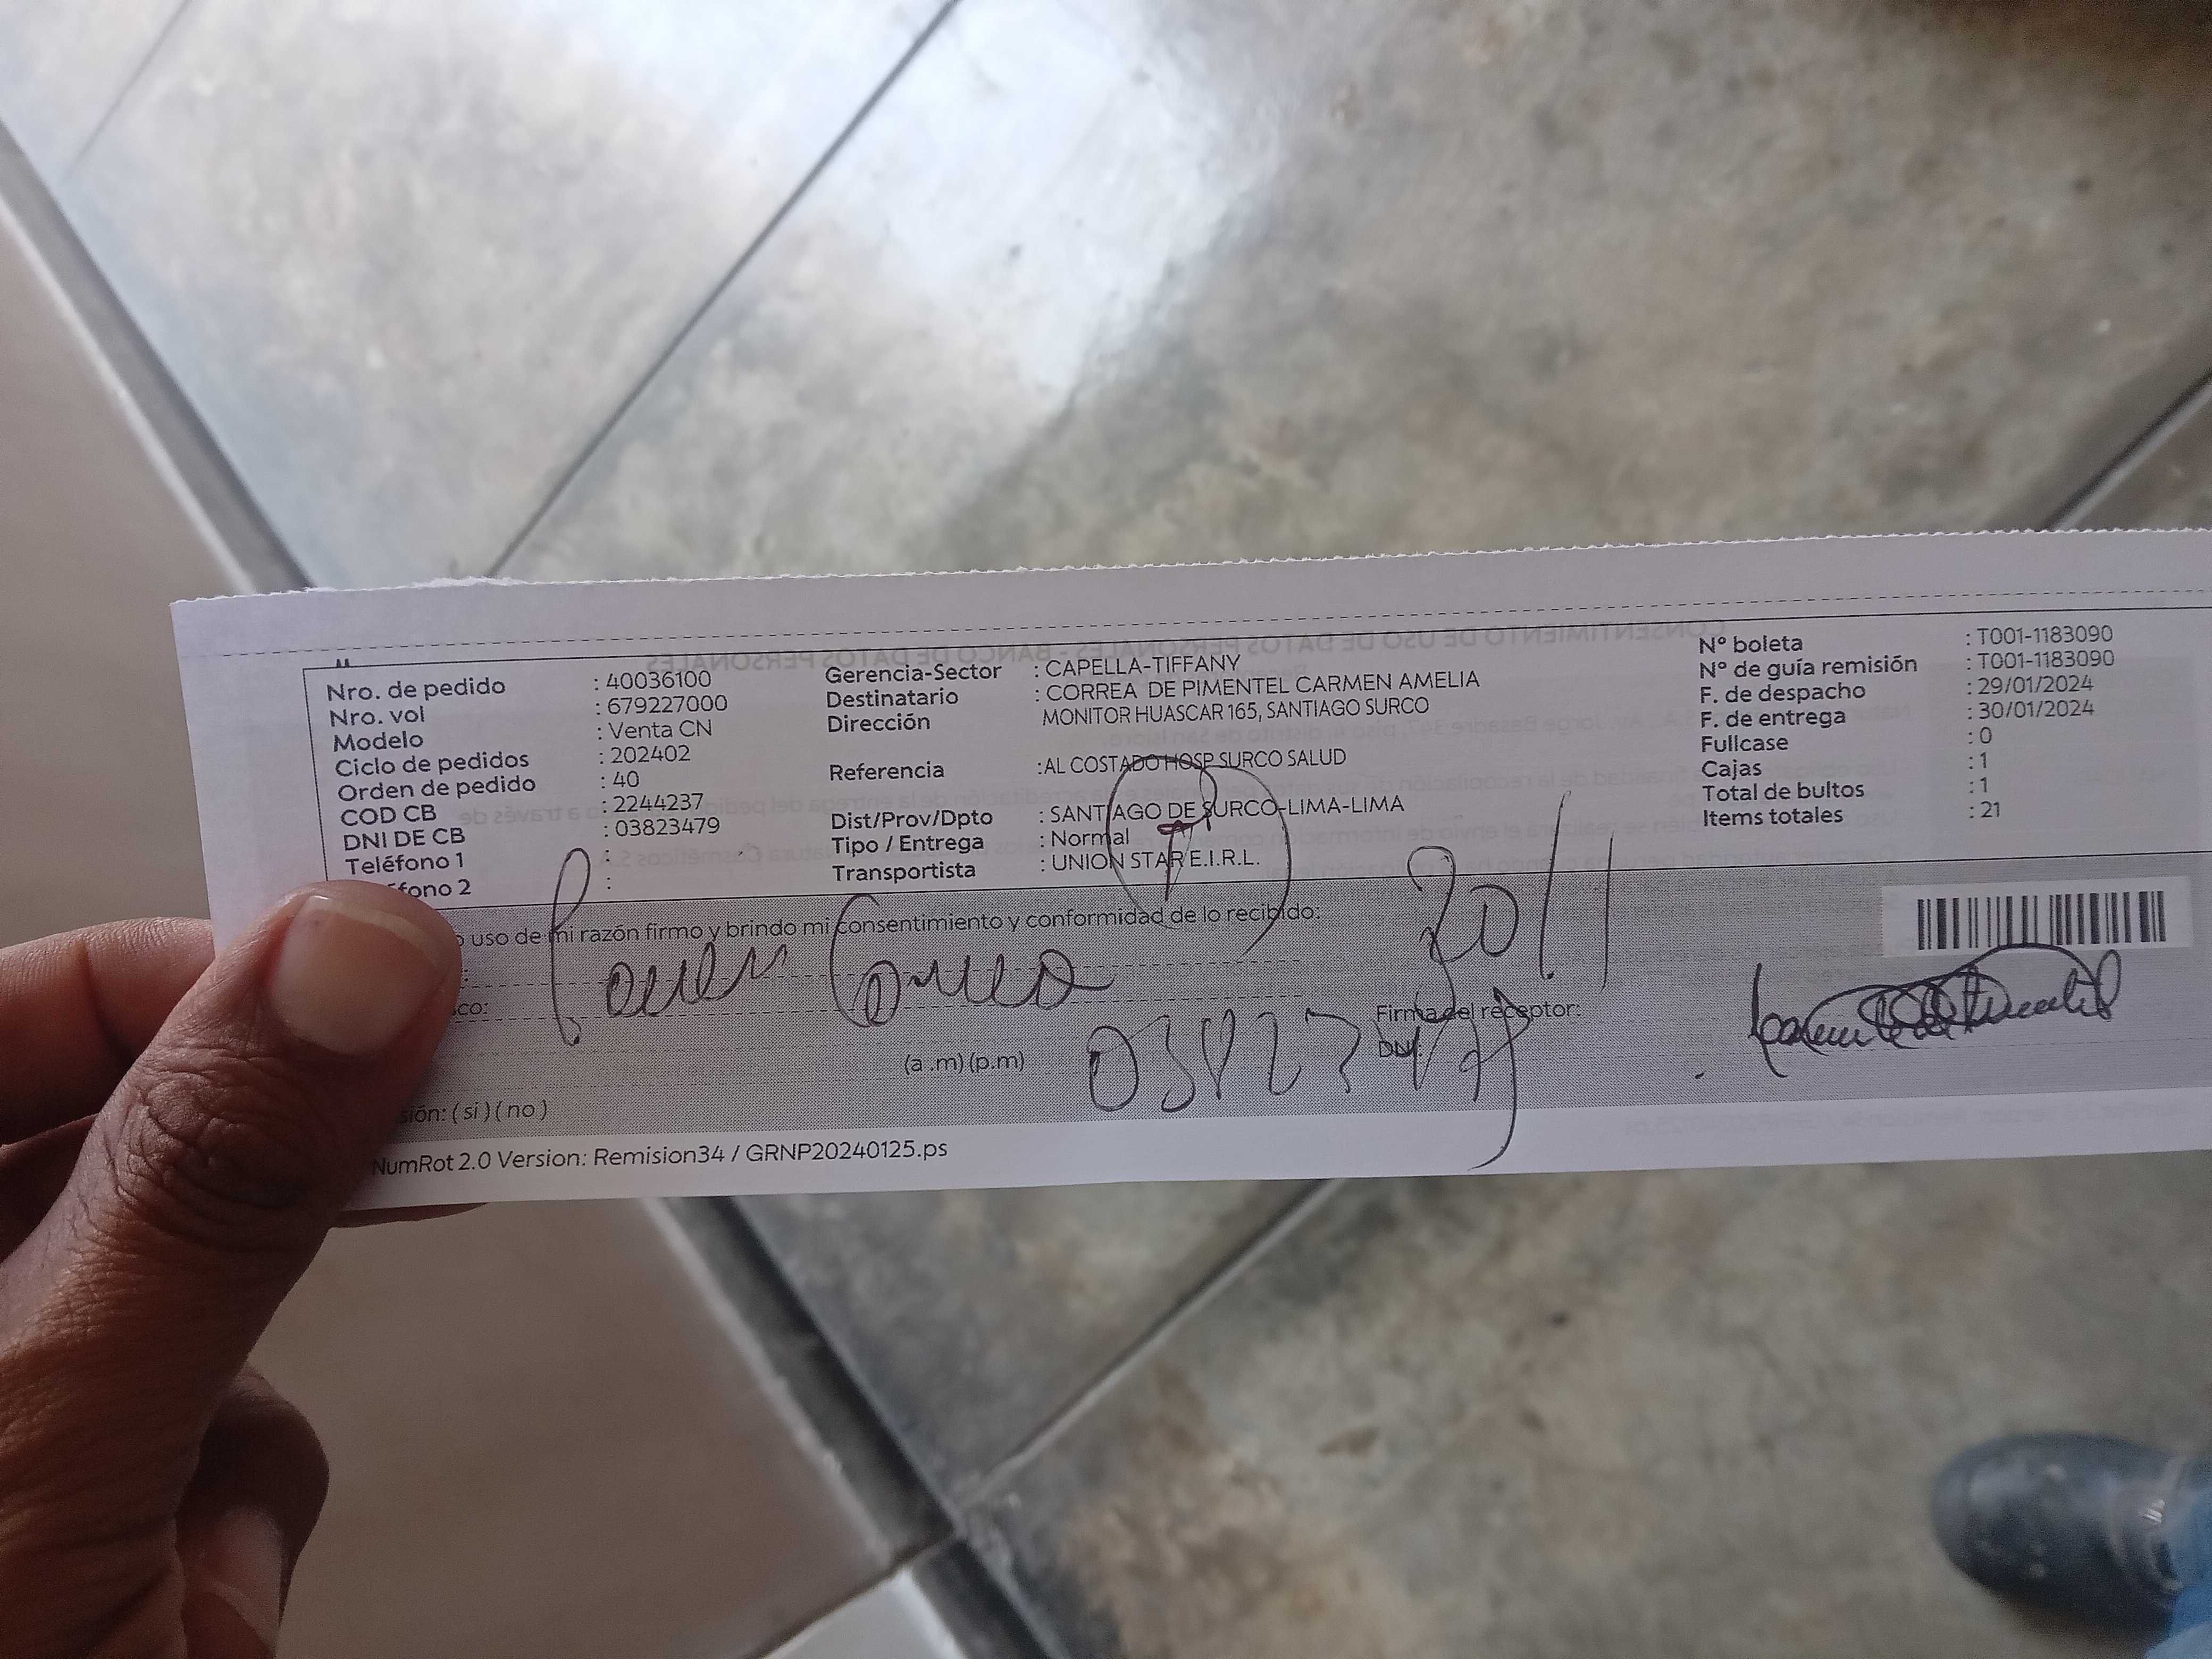 Nro. de pedido : 40036100
Nro. vol : 679227000
Modelo : Venta CN
Ciclo de pedidos : 202402
Orden de pedido : 40
COD CB : 2244237
DNI DE CB : 03823479
Teléfono 1 :
fono 2 :
Gerencia-Sector : CAPELLA-TIFFANY
Destinatario : CORREA DE PIMENTEL CARMEN AMELIA
Dirección MONITOR HUASCAR 165, SANTIAGO SURCO
Referencia :AL COSTADO HOSP SURCO SALUD
Dist/Prov/Dpto : SANTIAGO DE SURCO-LIMA-LIMA
Tipo / Entrega : Normal
Transportista : UNION STAR E.I.R.L.
Nº boleta : T001-1183090
Nº de guía remisión : T001-1183090
F. de despacho : 29/01/2024
F. de entrega : 30/01/2024
Fullcase : 0
Cajas : 1
Total de bultos : 1
Items totales : 21
uso de mi razón firmo y brindo mi consentimiento y conformidad de lo recibido:
Carmen Correa
30/1
co:
Firma del receptor:
(a .m) (p.m)
DNI:
03823479
sión: ( si ) ( no )
NumRot 2.0 Version: Remision34 / GRNP20240125.ps